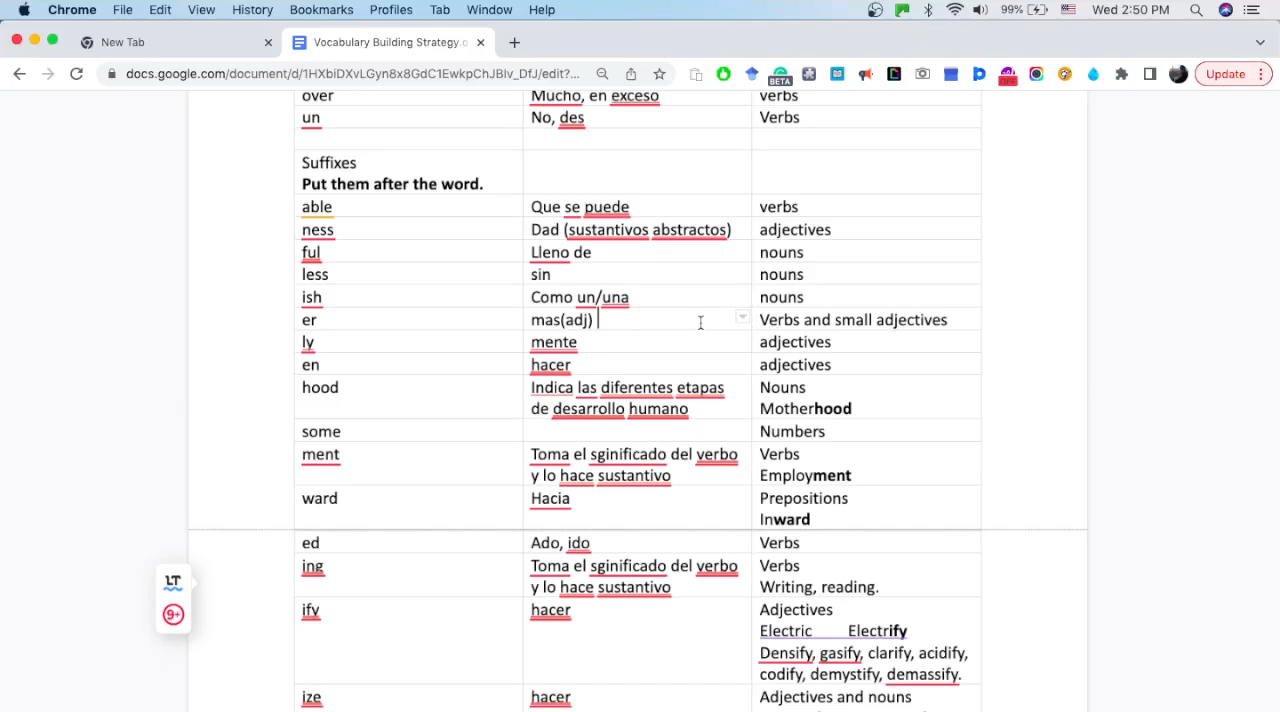 Chrome File Edit View History Bookmarks Profiles Tab Window Help 99% Wed 2:50 PM
New Tab Vocabulary Building Strategy.
docs.google.com/document/d/1HXbiDXvLGyn8x8GdC1EwkpChJBlv_DfJ/edit?... BETA OFF Update
over Mucho, en exceso verbs
un No, des Verbs
Suffixes
Put them after the word.
able Que se puede verbs
ness Dad (sustantivos abstractos) adjectives
ful Lleno de nouns
less sin nouns
ish Como un/una nouns
er mas(adj) Verbs and small adjectives
ly mente adjectives
en hacer adjectives
hood Indica las diferentes etapas Nouns
de desarrollo humano Motherhood
some Numbers
ment Toma el sginificado del verbo Verbs
y lo hace sustantivo Employment
ward Hacia Prepositions
Inward
ed Ado, ido Verbs
ing Toma el sginificado del verbo Verbs
y lo hace sustantivo Writing, reading.
LT
9+
ify hacer Adjectives
Electric Electrify
Densify, gasify, clarify, acidify,
codify, demystify, demassify.
ize hacer Adjectives and nouns